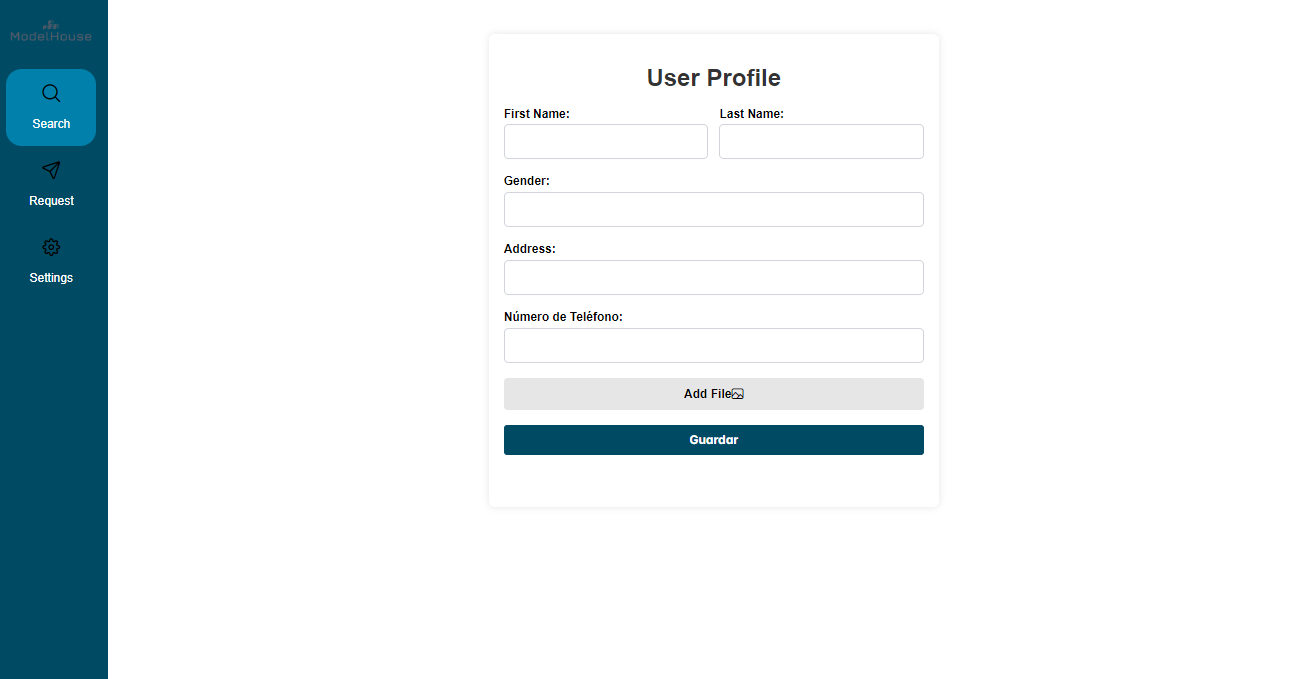 ModelHouse
Search
Request
Settings
User Profile
First Name:
Last Name:
Gender:
Address:
Número de Teléfono:
Add File
Guardar